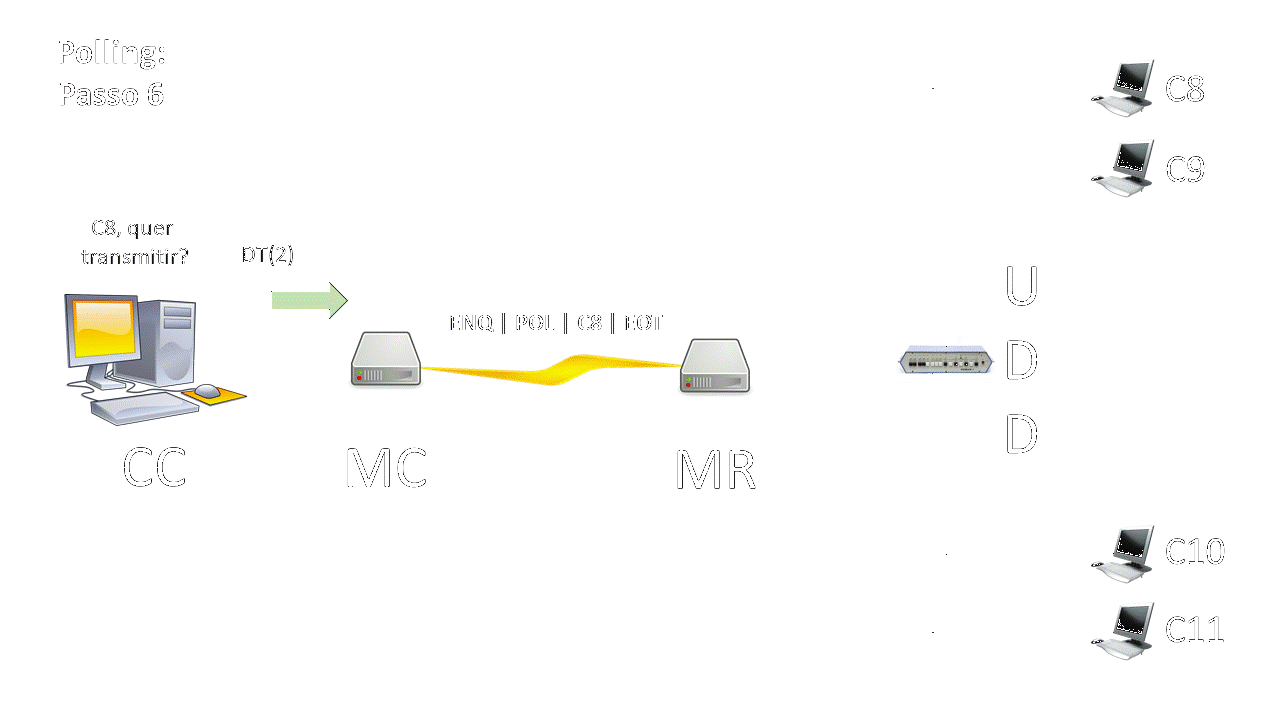 Polling:
Passo 6
C8
C9
C8, quer
transmitir?
DT(2)
U
D
D
ENQ | POL | C8 | EOT
CC
MC
MR
C10
C11